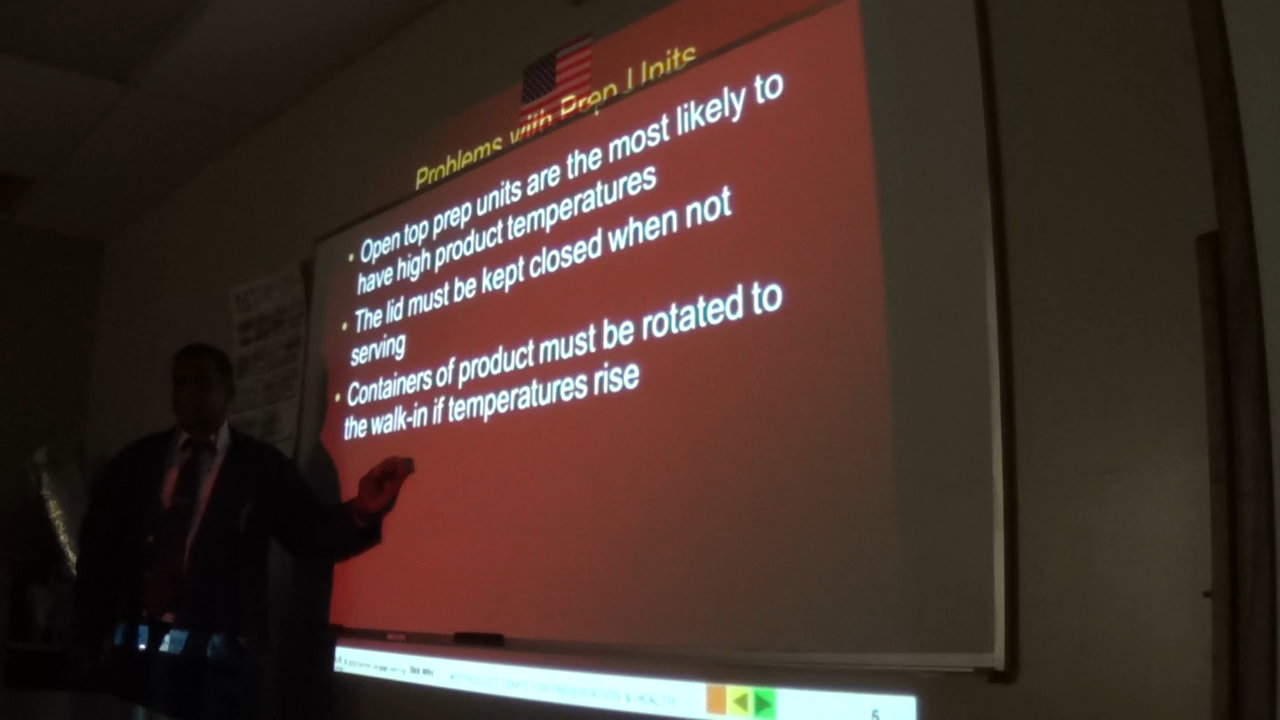 Problems with Prep Units
• Open top prep units are the most likely to
have high product temperatures
• The lid must be kept closed when not
serving
• Containers of product must be rotated to
the walk-in if temperatures rise
5